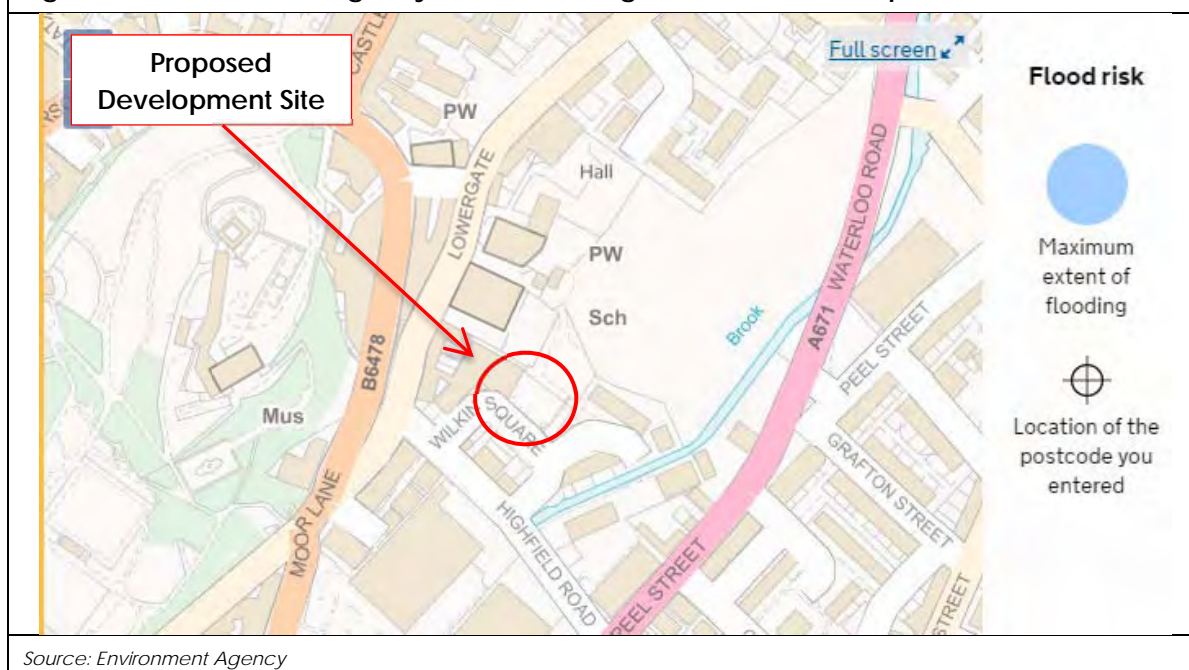 Proposed
Development Site
Full screen
Flood risk
CASTLE
PW
Hall
LOWERGATE
PW
Sch
Brook
A671 WATERLOO ROAD
PEEL STREET
B6478
Mus
SQUARE
MOOR LANE
HIGHFIELD ROAD
GRAFTON STREET
PEEL STREET
STREET
Maximum
extent of
flooding
Location of the
postcode you
entered
Source: Environment Agency